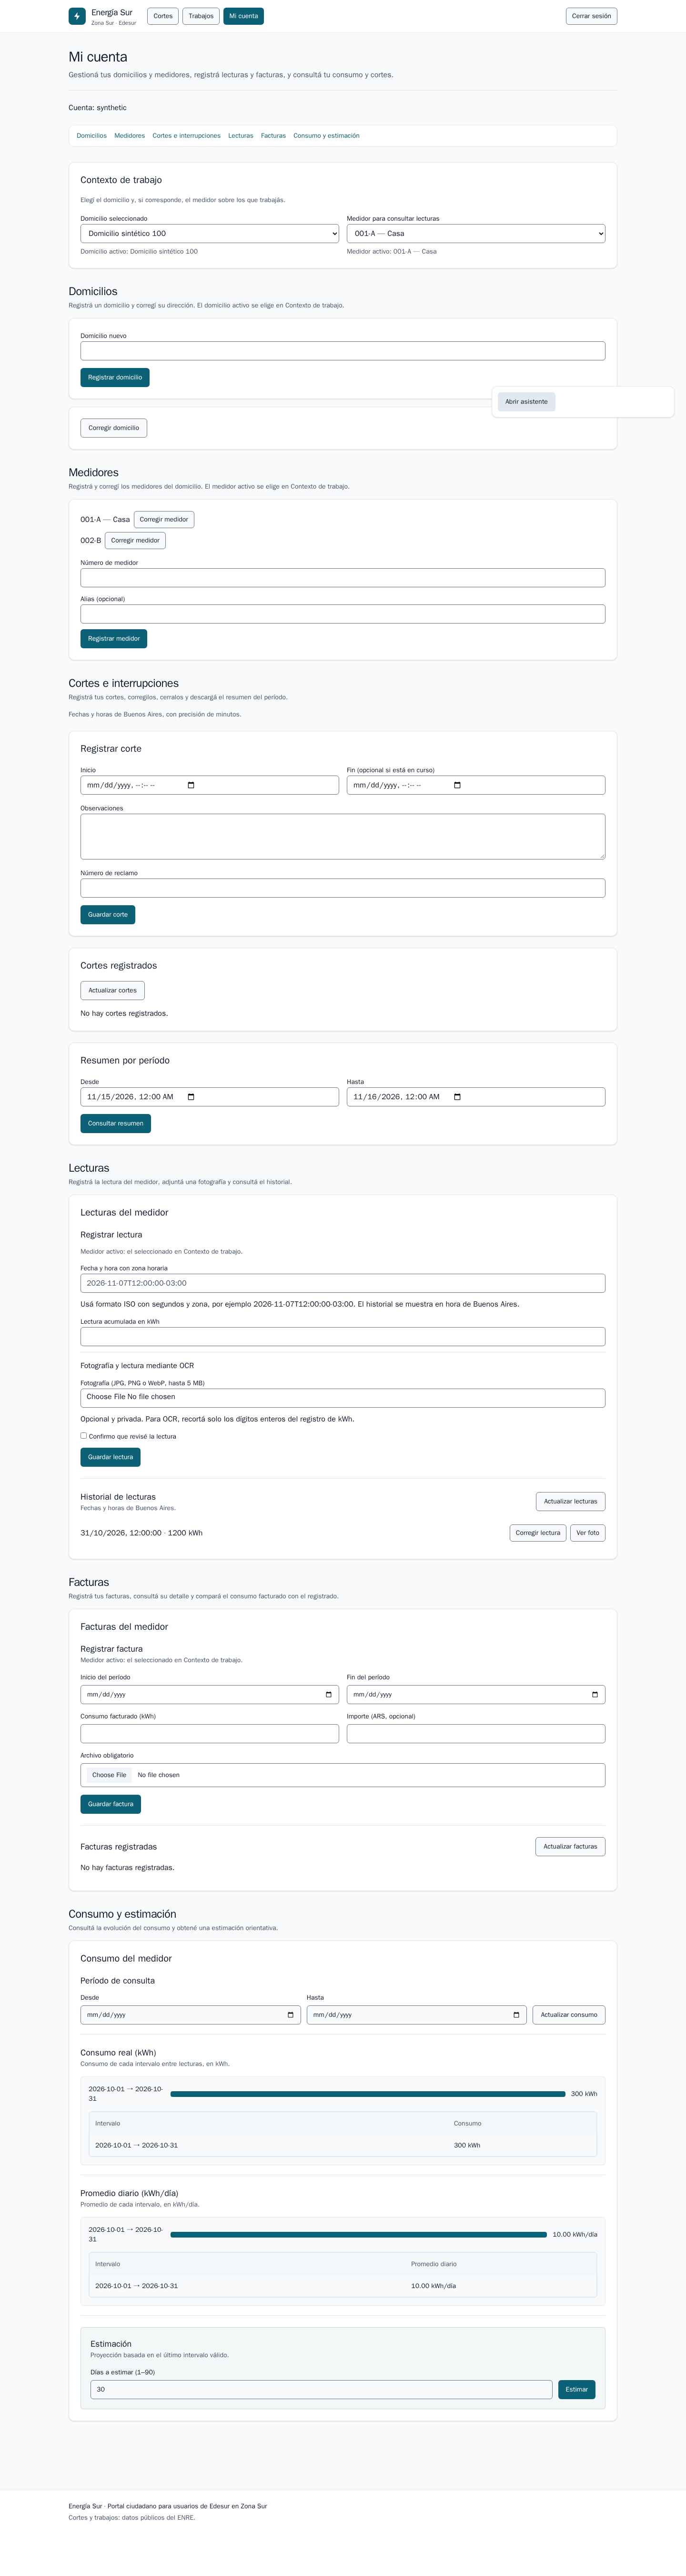 Energía Sur
Zona Sur · Edesur
Cortes
Trabajos
Mi cuenta
Cerrar sesión
Mi cuenta
Gestioná tus domicilios y medidores, registrá lecturas y facturas, y consultá tu consumo y cortes.
Cuenta: synthetic
Domicilios Medidores Cortes e interrupciones Lecturas Facturas Consumo y estimación
Contexto de trabajo
Elegí el domicilio y, si corresponde, el medidor sobre los que trabajás.
Domicilio seleccionado
Medidor para consultar lecturas
Domicilio sintético 100
001-A — Casa
Domicilio activo: Domicilio sintético 100
Medidor activo: 001-A — Casa
Domicilios
Registrá un domicilio y corregí su dirección. El domicilio activo se elige en Contexto de trabajo.
Domicilio nuevo
Registrar domicilio
Abrir asistente
Corregir domicilio
Medidores
Registrá y corregí los medidores del domicilio. El medidor activo se elige en Contexto de trabajo.
001-A — Casa Corregir medidor
002-B Corregir medidor
Número de medidor
Alias (opcional)
Registrar medidor
Cortes e interrupciones
Registrá tus cortes, corregilos, cerralos y descargá el resumen del período.
Fechas y horas de Buenos Aires, con precisión de minutos.
Registrar corte
Inicio
Fin (opcional si está en curso)
mm/dd/yyyy, --:-- --
mm/dd/yyyy, --:-- --
Observaciones
Número de reclamo
Guardar corte
Cortes registrados
Actualizar cortes
No hay cortes registrados.
Resumen por período
Desde
Hasta
11/15/2026, 12:00 AM
11/16/2026, 12:00 AM
Consultar resumen
Lecturas
Registrá la lectura del medidor, adjuntá una fotografía y consultá el historial.
Lecturas del medidor
Registrar lectura
Medidor activo: el seleccionado en Contexto de trabajo.
Fecha y hora con zona horaria
2026-11-07T12:00:00-03:00
Usá formato ISO con segundos y zona, por ejemplo 2026-11-07T12:00:00-03:00. El historial se muestra en hora de Buenos Aires.
Lectura acumulada en kWh
Fotografía y lectura mediante OCR
Fotografía (JPG, PNG o WebP, hasta 5 MB)
Choose File No file chosen
Opcional y privada. Para OCR, recortá solo los dígitos enteros del registro de kWh.
Confirmo que revisé la lectura
Guardar lectura
Historial de lecturas
Fechas y horas de Buenos Aires.
Actualizar lecturas
31/10/2026, 12:00:00 · 1200 kWh
Corregir lectura
Ver foto
Facturas
Registrá tus facturas, consultá su detalle y compará el consumo facturado con el registrado.
Facturas del medidor
Registrar factura
Medidor activo: el seleccionado en Contexto de trabajo.
Inicio del período
Fin del período
mm/dd/yyyy
mm/dd/yyyy
Consumo facturado (kWh)
Importe (ARS, opcional)
Archivo obligatorio
Choose File No file chosen
Guardar factura
Facturas registradas
Actualizar facturas
No hay facturas registradas.
Consumo y estimación
Consultá la evolución del consumo y obtené una estimación orientativa.
Consumo del medidor
Período de consulta
Desde
Hasta
mm/dd/yyyy
mm/dd/yyyy
Actualizar consumo
Consumo real (kWh)
Consumo de cada intervalo entre lecturas, en kWh.
2026-10-01 → 2026-10-
31
300 kWh
Intervalo
Consumo
2026-10-01 → 2026-10-31
300 kWh
Promedio diario (kWh/día)
Promedio de cada intervalo, en kWh/día.
2026-10-01 → 2026-10-
31
10.00 kWh/día
Intervalo
Promedio diario
2026-10-01 → 2026-10-31
10.00 kWh/día
Estimación
Proyección basada en el último intervalo válido.
Días a estimar (1–90)
30
Estimar
Energía Sur · Portal ciudadano para usuarios de Edesur en Zona Sur
Cortes y trabajos: datos públicos del ENRE.